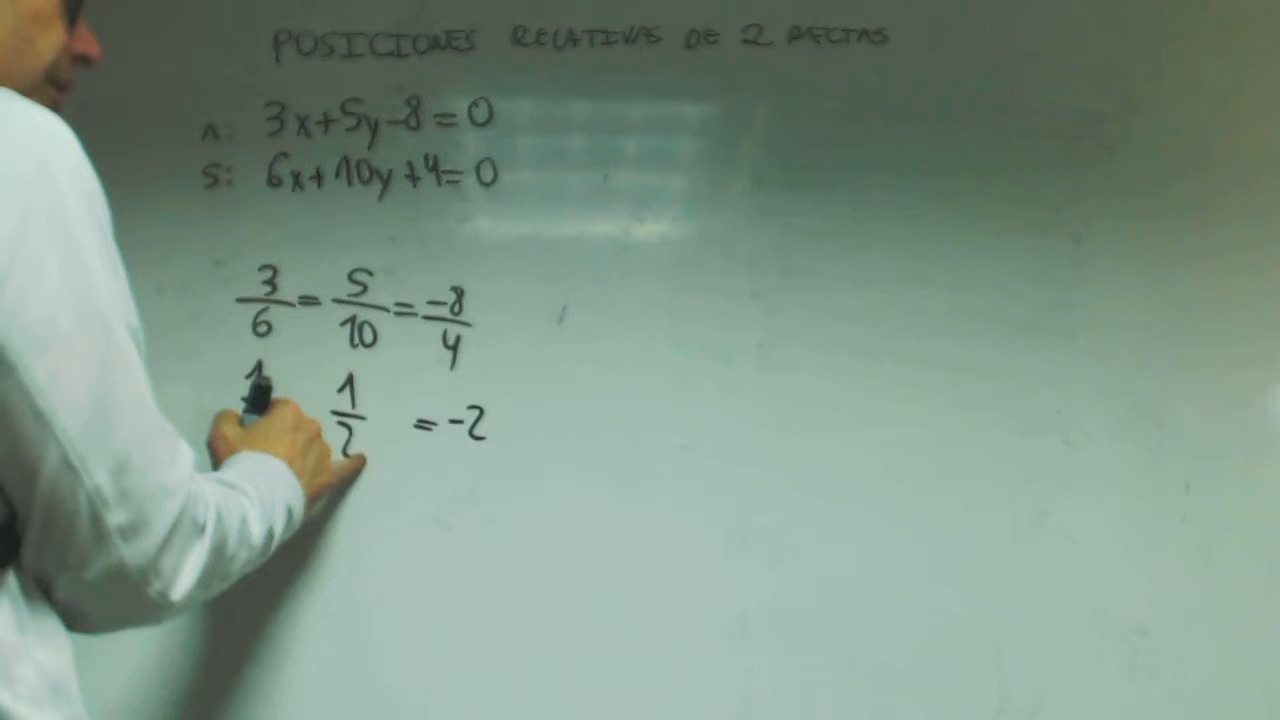 POSICIONES RELATIVAS DE 2 RECTAS
r: 3x+5y-8=0
s: 6x+10y+4=0
3/6 = 5/10 = -8/4
1 1/2 = -2